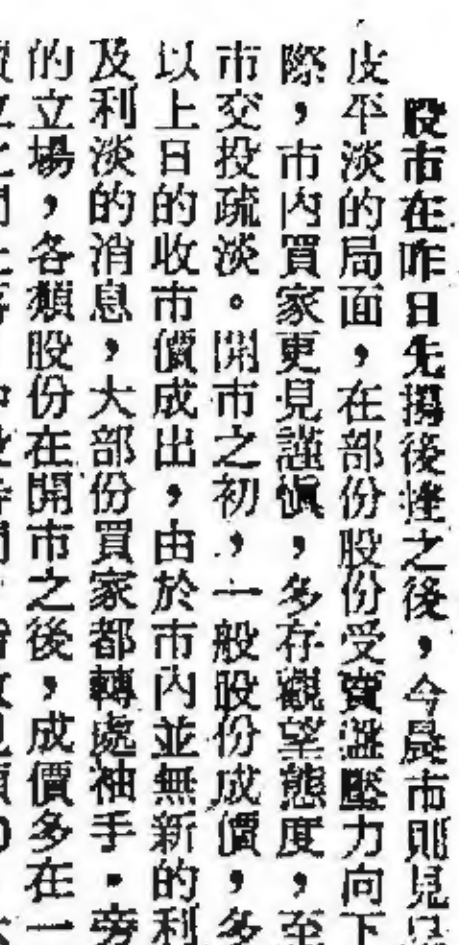 股市在昨日先揚後挫之後，今晨市則見
皮平淡的局面，在部份股份受賣盤壓力向下
際，市內買家更見謹愼，多存觀望態度，至
市交投疏淡。開市之初，一般股份成價，多
以上日的收市價成出，由於市內並無新的利
及利淡的消息，大部份買家都轉處袖手．旁
的立場，各類股份在開市之後，成價多在一